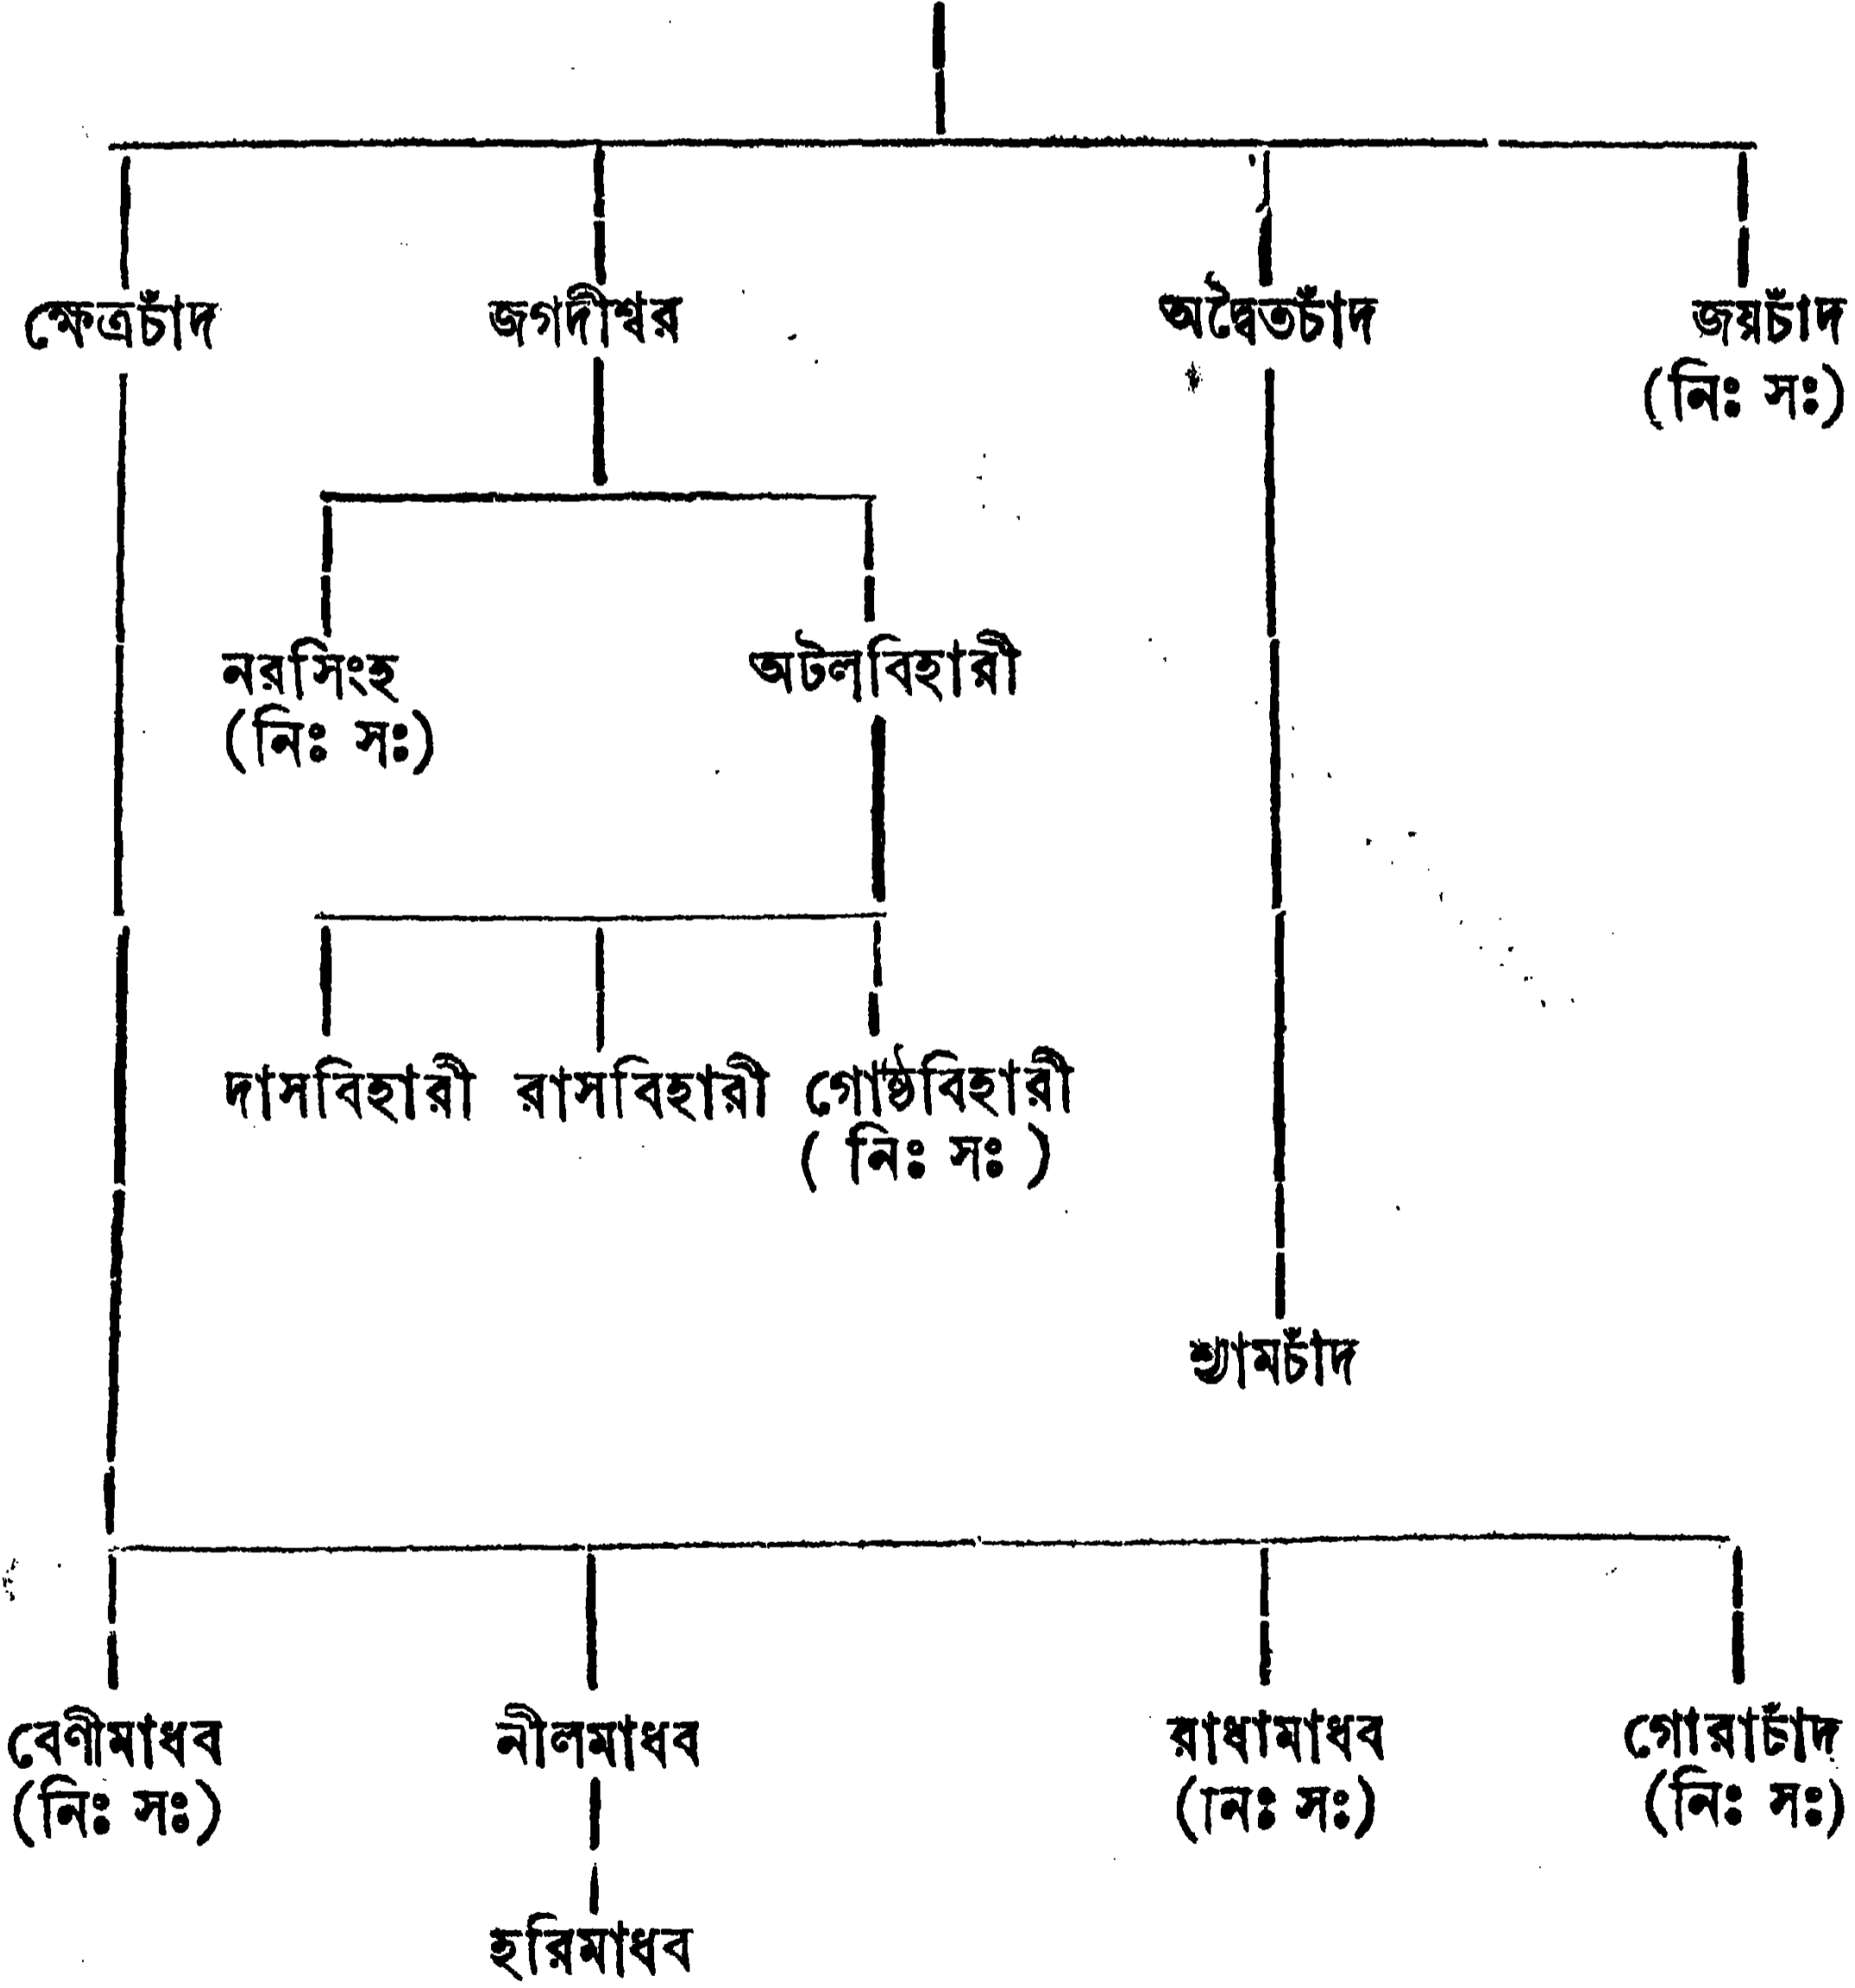 ক্ষেত্রচাঁদ জগদীশ্বর অদ্বৈতচাঁদ জয়চাঁদ
(নিঃ সঃ)
নরসিংহ অটলবিহারী
(নিঃ সঃ)
দাসবিহারী রাসবিহারী গোষ্ঠবিহারী
( নিঃ সঃ )
শ্যামচাঁদ
বেণীমাধব নীলমাধব রাধামাধব গোরাচাঁদ
(নিঃ সঃ) (নিঃ সঃ) (নিঃ সঃ)
হরিমাধব